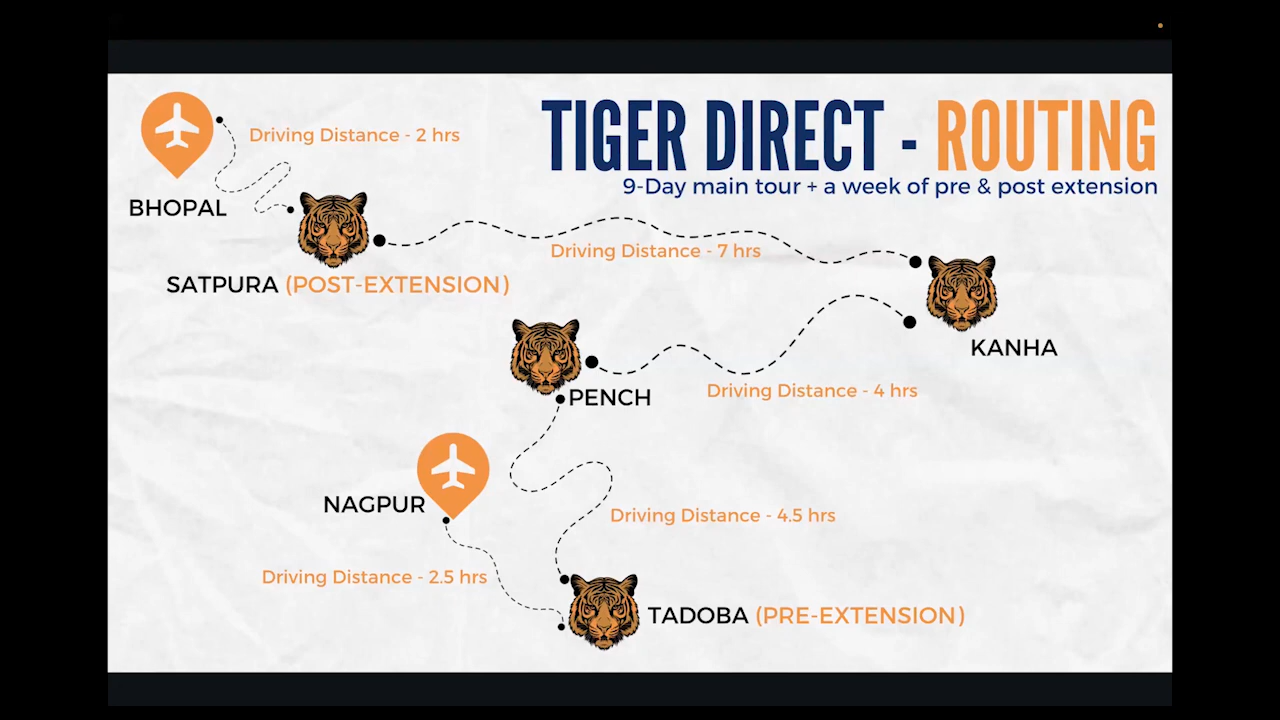 TIGER DIRECT - ROUTING
9-Day main tour + a week of pre & post extension
Driving Distance - 2 hrs
BHOPAL
SATPURA (POST-EXTENSION)
Driving Distance - 7 hrs
KANHA
Driving Distance - 4 hrs
PENCH
NAGPUR
Driving Distance - 4.5 hrs
Driving Distance - 2.5 hrs
TADOBA (PRE-EXTENSION)